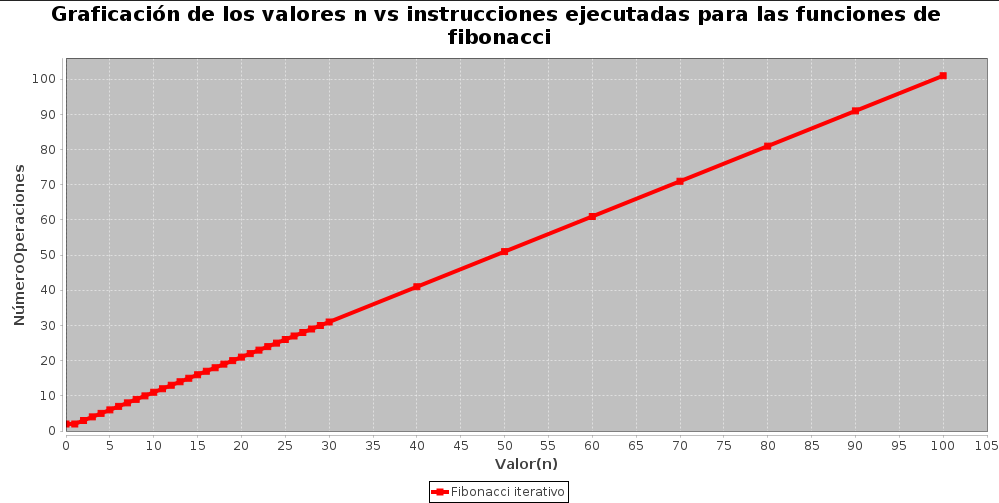 Graficación de los valores n vs instrucciones ejecutadas para las funciones de
fibonacci
NúmeroOperaciones
100
90
80
70
60
50
40
30
20
10
0
0 5 10 15 20 25 30 35 40 45 50 55 60 65 70 75 80 85 90 95 100 105
Valor(n)
Fibonacci iterativo